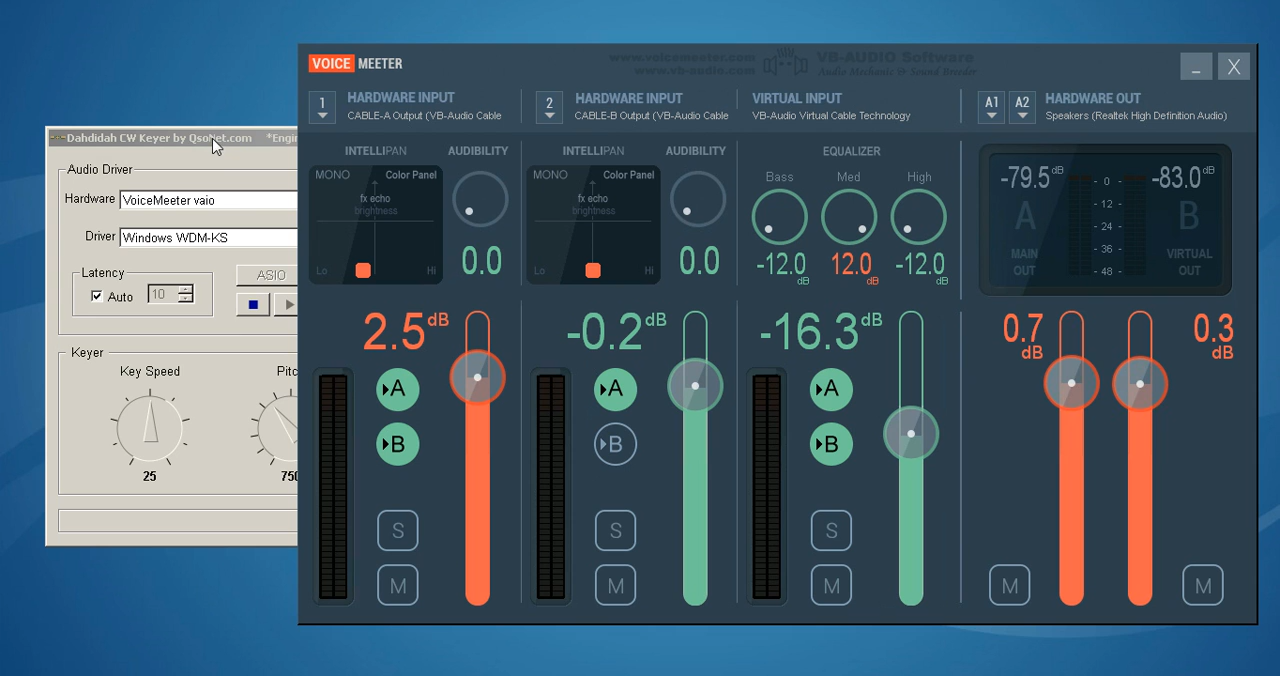 VOICE MEETER
www.voicemeeter.com
www.vb-audio.com
VB-AUDIO Software
Audio Mechanic & Sound Breeder
_ X
1 HARDWARE INPUT
CABLE-A Output (VB-Audio Cable
2 HARDWARE INPUT
CABLE-B Output (VB-Audio Cable
VIRTUAL INPUT
VB-Audio Virtual Cable Technology
A1 A2 HARDWARE OUT
Speakers (Realtek High Definition Audio)
INTELLIPAN AUDIBILITY
MONO Color Panel
fx echo
brightness
Lo Hi
0.0
INTELLIPAN AUDIBILITY
MONO Color Panel
fx echo
brightness
Lo Hi
0.0
EQUALIZER
Bass Med High
-12.0 dB 12.0 dB -12.0 dB
-79.5 dB -83.0 dB
A B
MAIN OUT
VIRTUAL OUT
- 0 -
- 12 -
- 24 -
- 36 -
- 48 -
2.5 dB
A
B
S
M
-0.2 dB
A
B
S
M
-16.3 dB
A
B
S
M
0.7 dB 0.3 dB
M M
Dahdidah CW Keyer by QsoNet.com *Engi
Audio Driver
Hardware VoiceMeeter vaio
Driver Windows WDM-KS
Latency
Auto 10
ASIO
Keyer
Key Speed Pitc
25 750